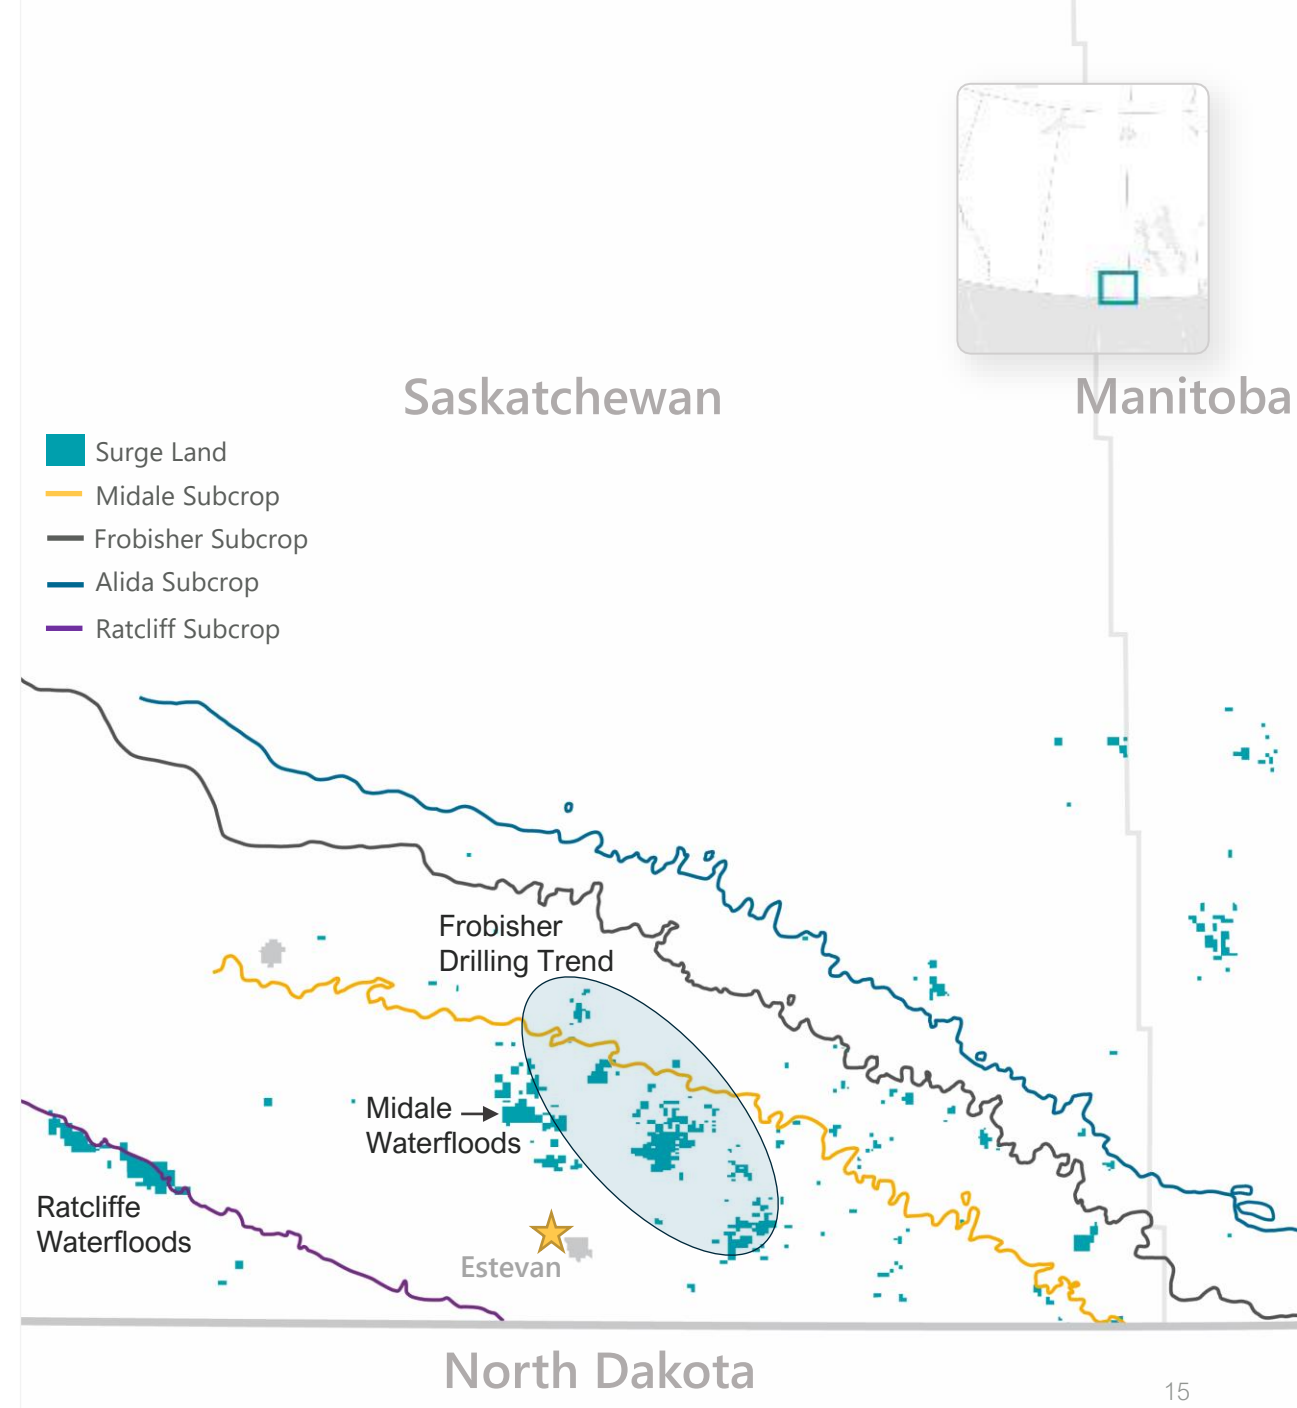 Saskatchewan
Manitoba
Surge Land
Midale Subcrop
Frobisher Subcrop
Alida Subcrop
Ratcliff Subcrop
Frobisher
Drilling Trend
Midale
Waterfloods
Ratcliffe
Waterfloods
Estevan
North Dakota
15